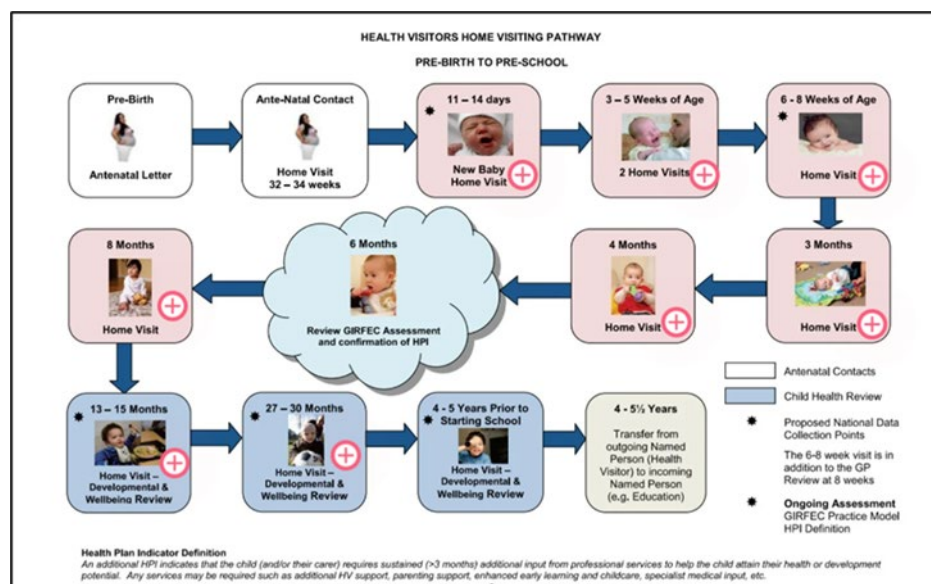 HEALTH VISITORS HOME VISITING PATHWAY
PRE-BIRTH TO PRE-SCHOOL
Pre-Birth
Antenatal Letter
Ante-Natal Contact
Home Visit
32 – 34 weeks
11 – 14 days
New Baby
Home Visit
3 – 5 Weeks of Age
2 Home Visits
6 - 8 Weeks of Age
Home Visit
3 Months
Home Visit
4 Months
Home Visit
6 Months
Review GIRFEC Assessment
and confirmation of HPI
8 Months
Home Visit
13 – 15 Months
Home Visit –
Developmental &
Wellbeing Review
27 – 30 Months
Home Visit –
Developmental &
Wellbeing Review
4 - 5 Years Prior to
Starting School
Home Visit –
Developmental &
Wellbeing Review
4 - 5½ Years
Transfer from
outgoing Named
Person (Health
Visitor) to incoming
Named Person
(e.g. Education)
Antenatal Contacts
Child Health Review
Proposed National Data
Collection Points
The 6-8 week visit is in
addition to the GP
Review at 8 weeks
Ongoing Assessment
GIRFEC Practice Model
HPI Definition
Health Plan Indicator Definition
An additional HPI indicates that the child (and/or their carer) requires sustained (>3 months) additional input from professional services to help the child attain their health or development
potential. Any services may be required such as additional HV support, parenting support, enhanced early learning and childcare, specialist medical input, etc.